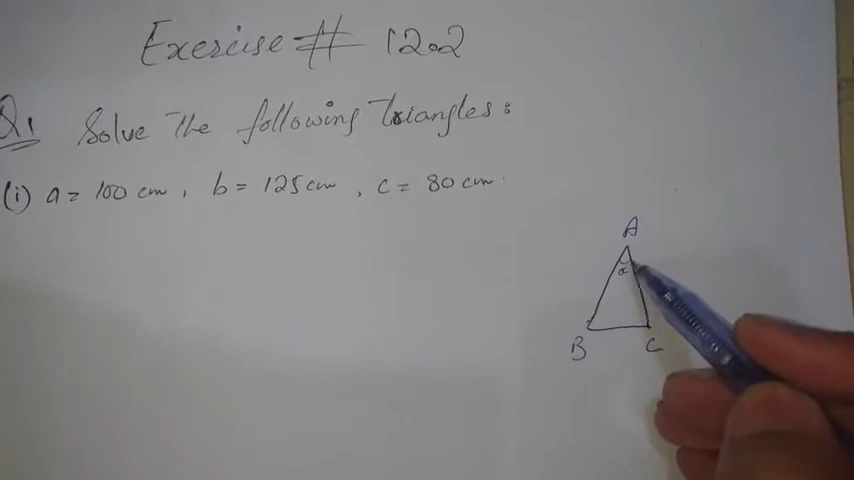 Exercise # 12.2
Q1 Solve The following Triangles:
(i) a = 100 cm, b = 125 cm, c = 80 cm.
A
α
B C